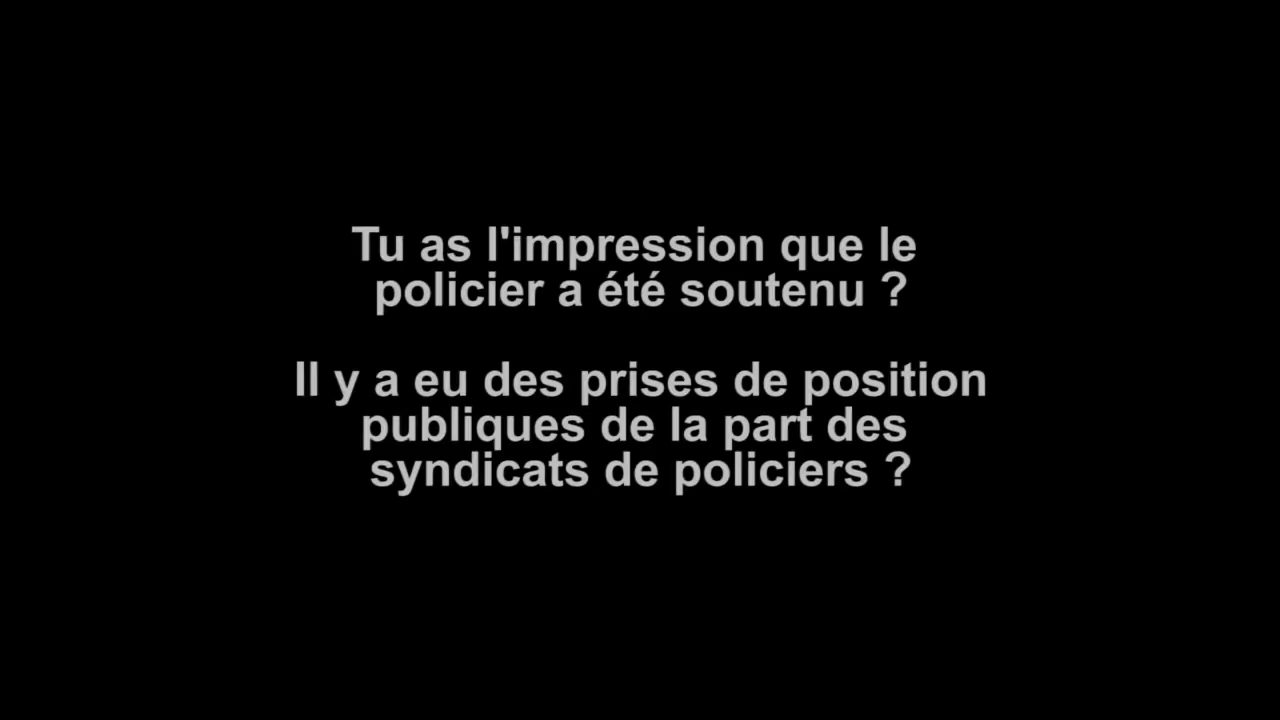 Tu as l'impression que le
policier a été soutenu ?
Il y a eu des prises de position
publiques de la part des
syndicats de policiers ?